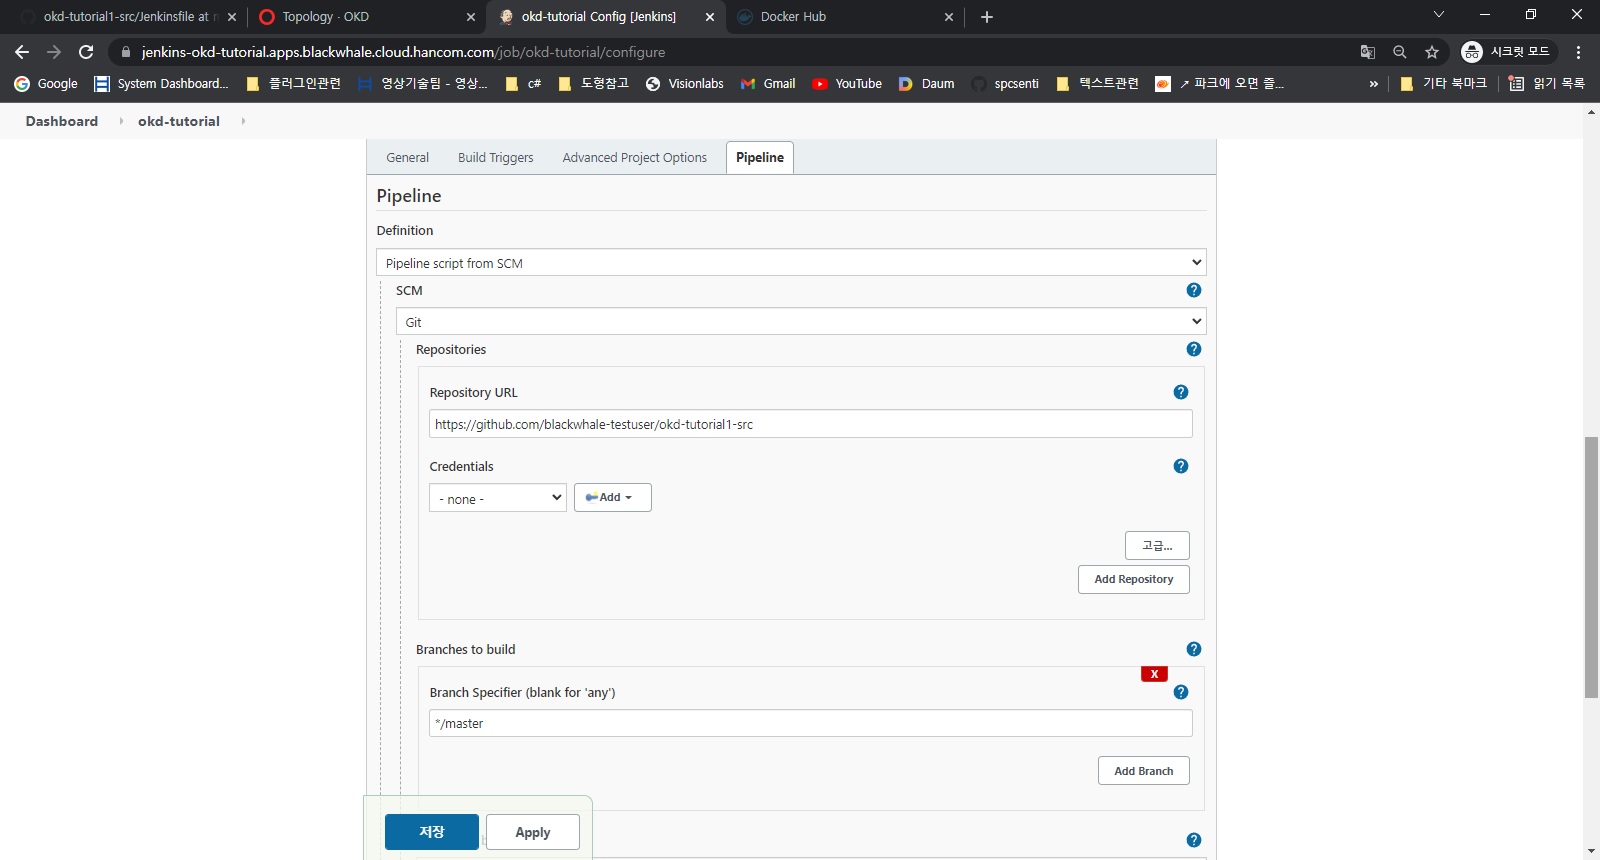 okd-tutorial1-src/Jenkinsfile at
Topology · OKD
okd-tutorial Config [Jenkins]
Docker Hub
jenkins-okd-tutorial.apps.blackwhale.cloud.hancom.com/job/okd-tutorial/configure
시크릿 모드
Google
System Dashboard...
플러그인관련
영상기술팀 - 영상...
c#
도형참고
Visionlabs
Gmail
YouTube
Daum
spcsenti
텍스트관련
↗ 파크에 오면 즐...
»
기타 북마크
읽기 목록
Dashboard
okd-tutorial
General
Build Triggers
Advanced Project Options
Pipeline
Pipeline
Definition
Pipeline script from SCM
SCM
?
Git
Repositories
?
Repository URL
?
https://github.com/blackwhale-testuser/okd-tutorial1-src
Credentials
?
- none -
Add
고급...
Add Repository
Branches to build
?
X
Branch Specifier (blank for 'any')
?
*/master
Add Branch
저장
Apply
?